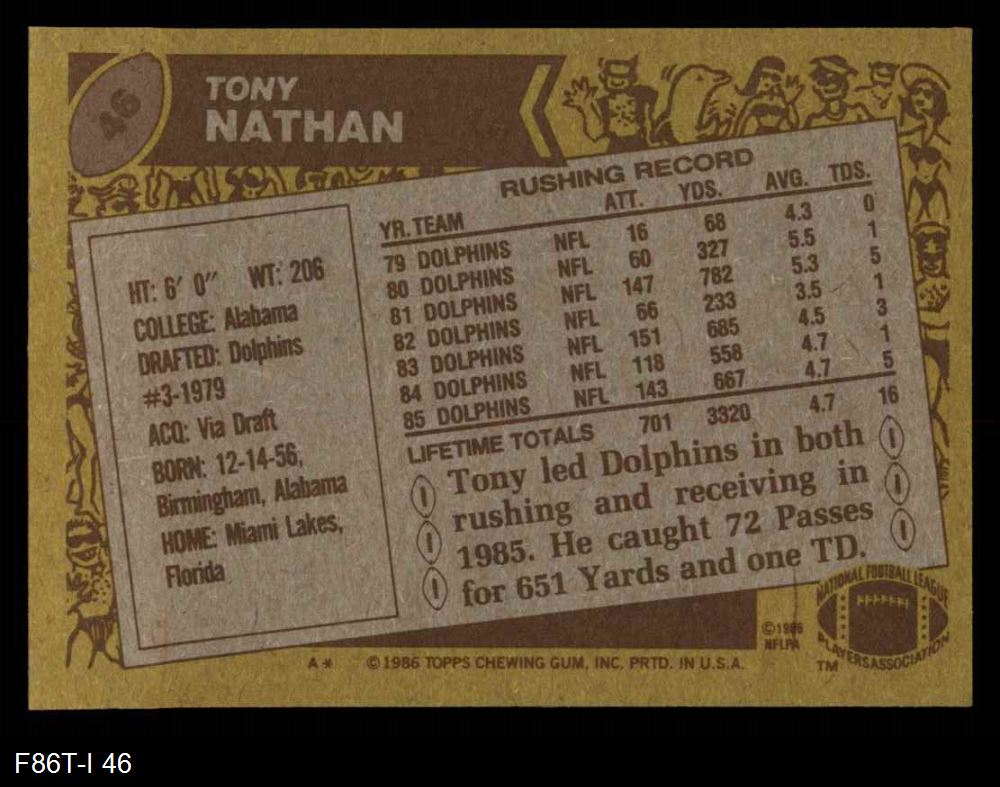 46
TONY
NATHAN
HT: 6′ 0″ WT: 206
COLLEGE: Alabama
DRAFTED: Dolphins
#3-1979
ACQ: Via Draft
BORN: 12-14-56,
Birmingham, Alabama
HOME: Miami Lakes,
Florida
RUSHING RECORD
YR. TEAM ATT. YDS. AVG. TDS.
79 DOLPHINS NFL 16 68 4.3 0
80 DOLPHINS NFL 60 327 5.5 1
81 DOLPHINS NFL 147 782 5.3 5
82 DOLPHINS NFL 66 233 3.5 1
83 DOLPHINS NFL 151 685 4.5 3
84 DOLPHINS NFL 118 558 4.7 1
85 DOLPHINS NFL 143 667 4.7 5
LIFETIME TOTALS 701 3320 4.7 16
Tony led Dolphins in both
rushing and receiving in
1985. He caught 72 Passes
for 651 Yards and one TD.
NATIONAL FOOTBALL LEAGUE
PLAYERS ASSOCIATION
TM
©1986
NFLPA
A* ©1986 TOPPS CHEWING GUM, INC. PRTD. IN U.S.A.
F86T-I 46